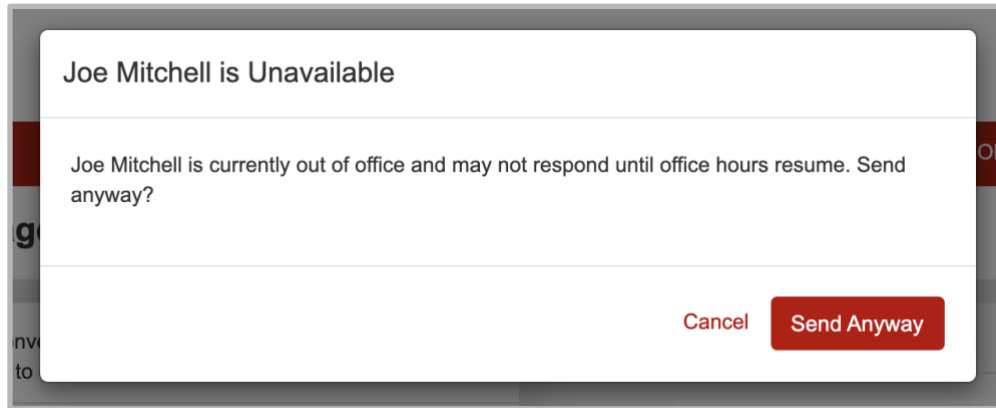 Joe Mitchell is Unavailable
Joe Mitchell is currently out of office and may not respond until office hours resume. Send
anyway?
to
Cancel
Send Anyway